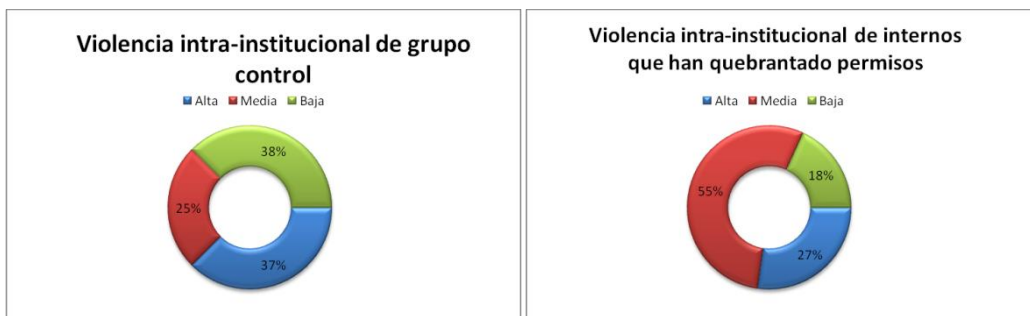 Violencia intra-institucional de grupo
control
Alta Media Baja
38%
25%
37%
Violencia intra-institucional de internos
que han quebrantado permisos
Alta Media Baja
18%
55%
27%